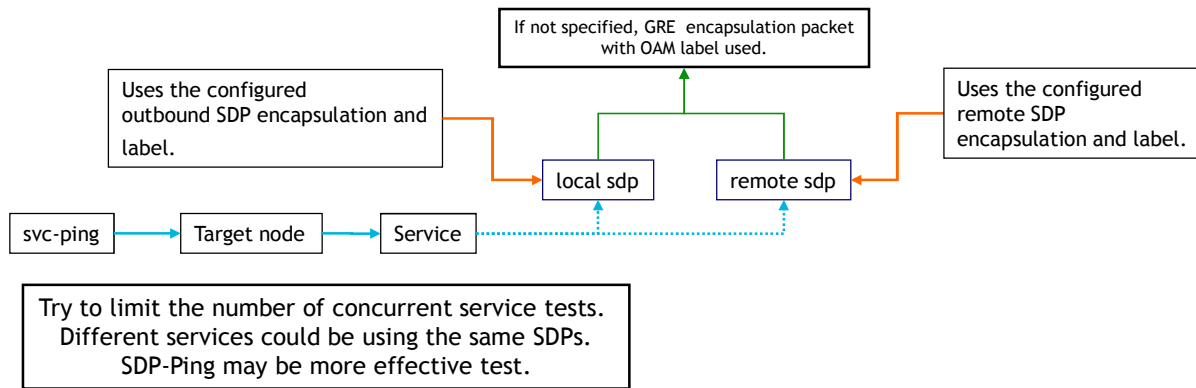 If not specified, GRE encapsulation packet
with OAM label used.
Uses the configured
outbound SDP encapsulation and
label.
Uses the configured
remote SDP
encapsulation and label.
local sdp
remote sdp
svc-ping
Target node
Service
Try to limit the number of concurrent service tests.
Different services could be using the same SDPs.
SDP-Ping may be more effective test.